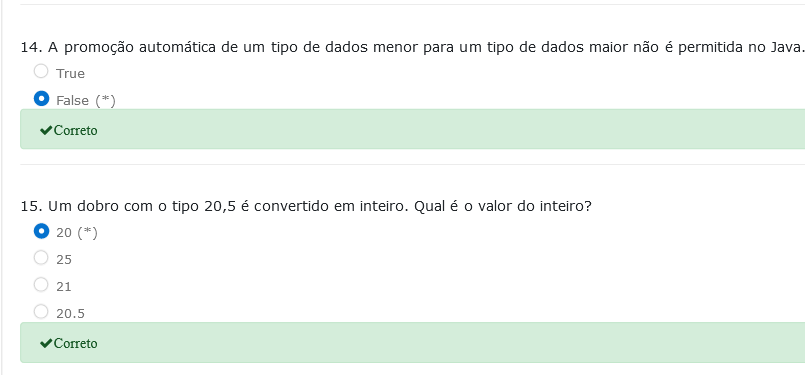 14. A promoção automática de um tipo de dados menor para um tipo de dados maior não é permitida no Java.
True
False (*)
Correto
15. Um dobro com o tipo 20,5 é convertido em inteiro. Qual é o valor do inteiro?
20 (*)
25
21
20.5
Correto